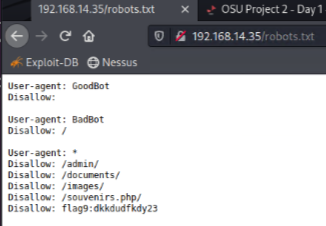 192.168.14.35/robots.txt
OSU Project 2 - Day 1
192.168.14.35/robots.txt
Exploit-DB
Nessus
User-agent: GoodBot
Disallow:
User-agent: BadBot
Disallow: /
User-agent: *
Disallow: /admin/
Disallow: /documents/
Disallow: /images/
Disallow: /souvenirs.php/
Disallow: flag9:dkkdudfkdy23